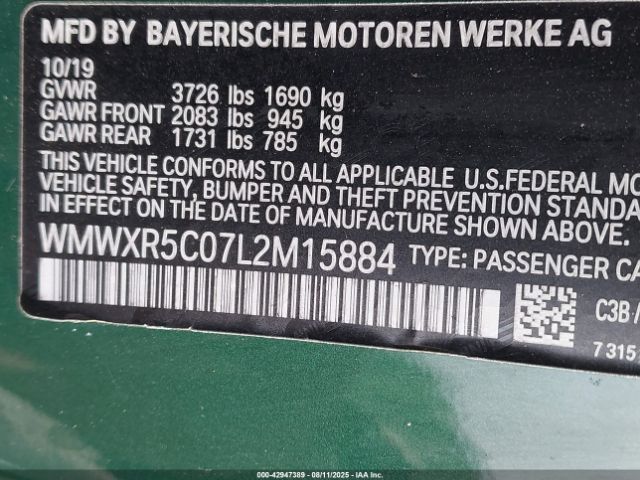 MFD BY BAYERISCHE MOTOREN WERKE AG
10/19
GVWR 3726 lbs 1690 kg
GAWR FRONT 2083 lbs 945 kg
GAWR REAR 1731 lbs 785 kg
THIS VEHICLE CONFORMS TO ALL APPLICABLE U.S.FEDERAL MO
VEHICLE SAFETY, BUMPER AND THEFT PREVENTION STANDA
IN EFFECT ON THE DATE OF MANUFACTURE SHOWN ABOVE.
WMWXR5C07L2M15884 TYPE: PASSENGER CA
C3B /
7 315
000-42947389 - 08/11/2025 - IAA Inc.